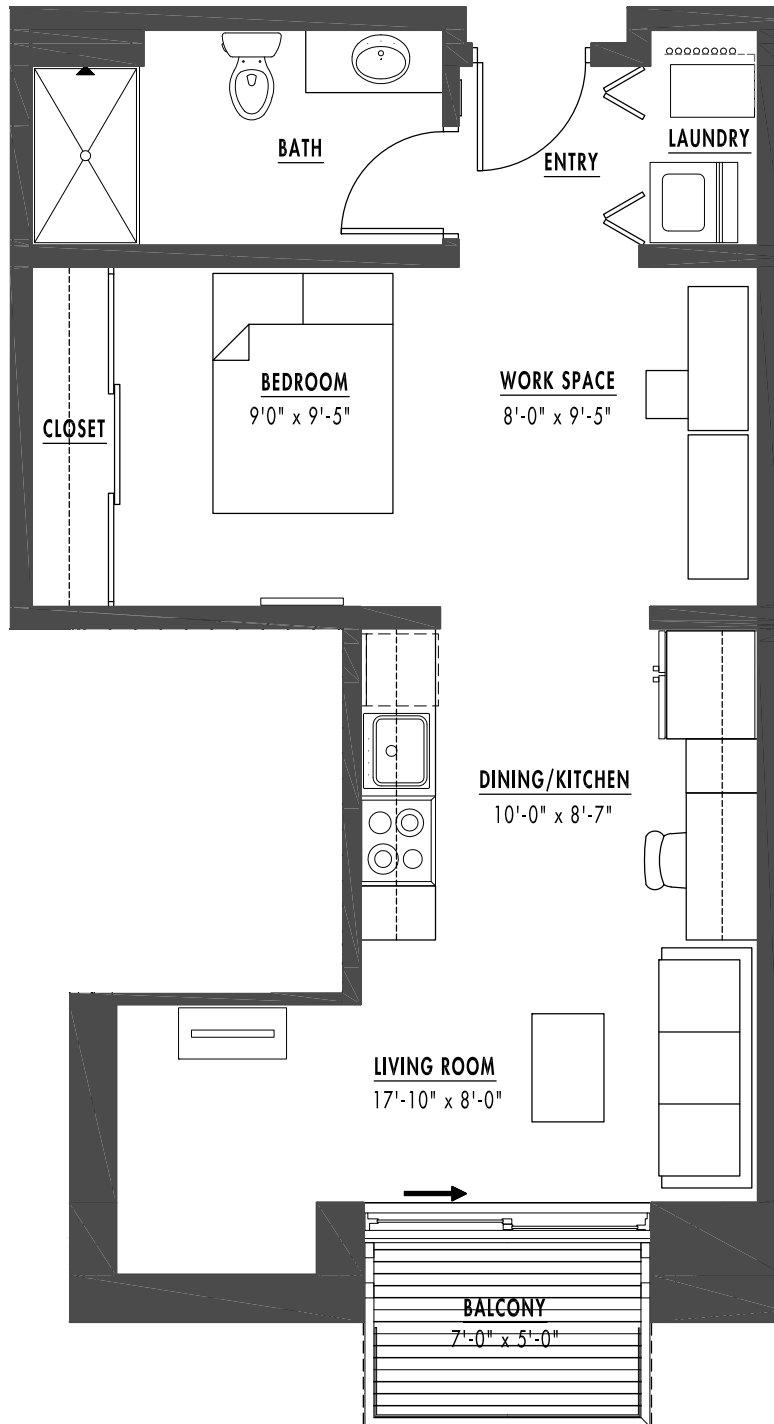 BATH
ENTRY
LAUNDRY
BEDROOM
9'0" x 9'-5"
WORK SPACE
8'-0" x 9'-5"
CLOSET
DINING/KITCHEN
10'-0" x 8'-7"
LIVING ROOM
17'-10" x 8'-0"
BALCONY
7'-0" x 5'-0"